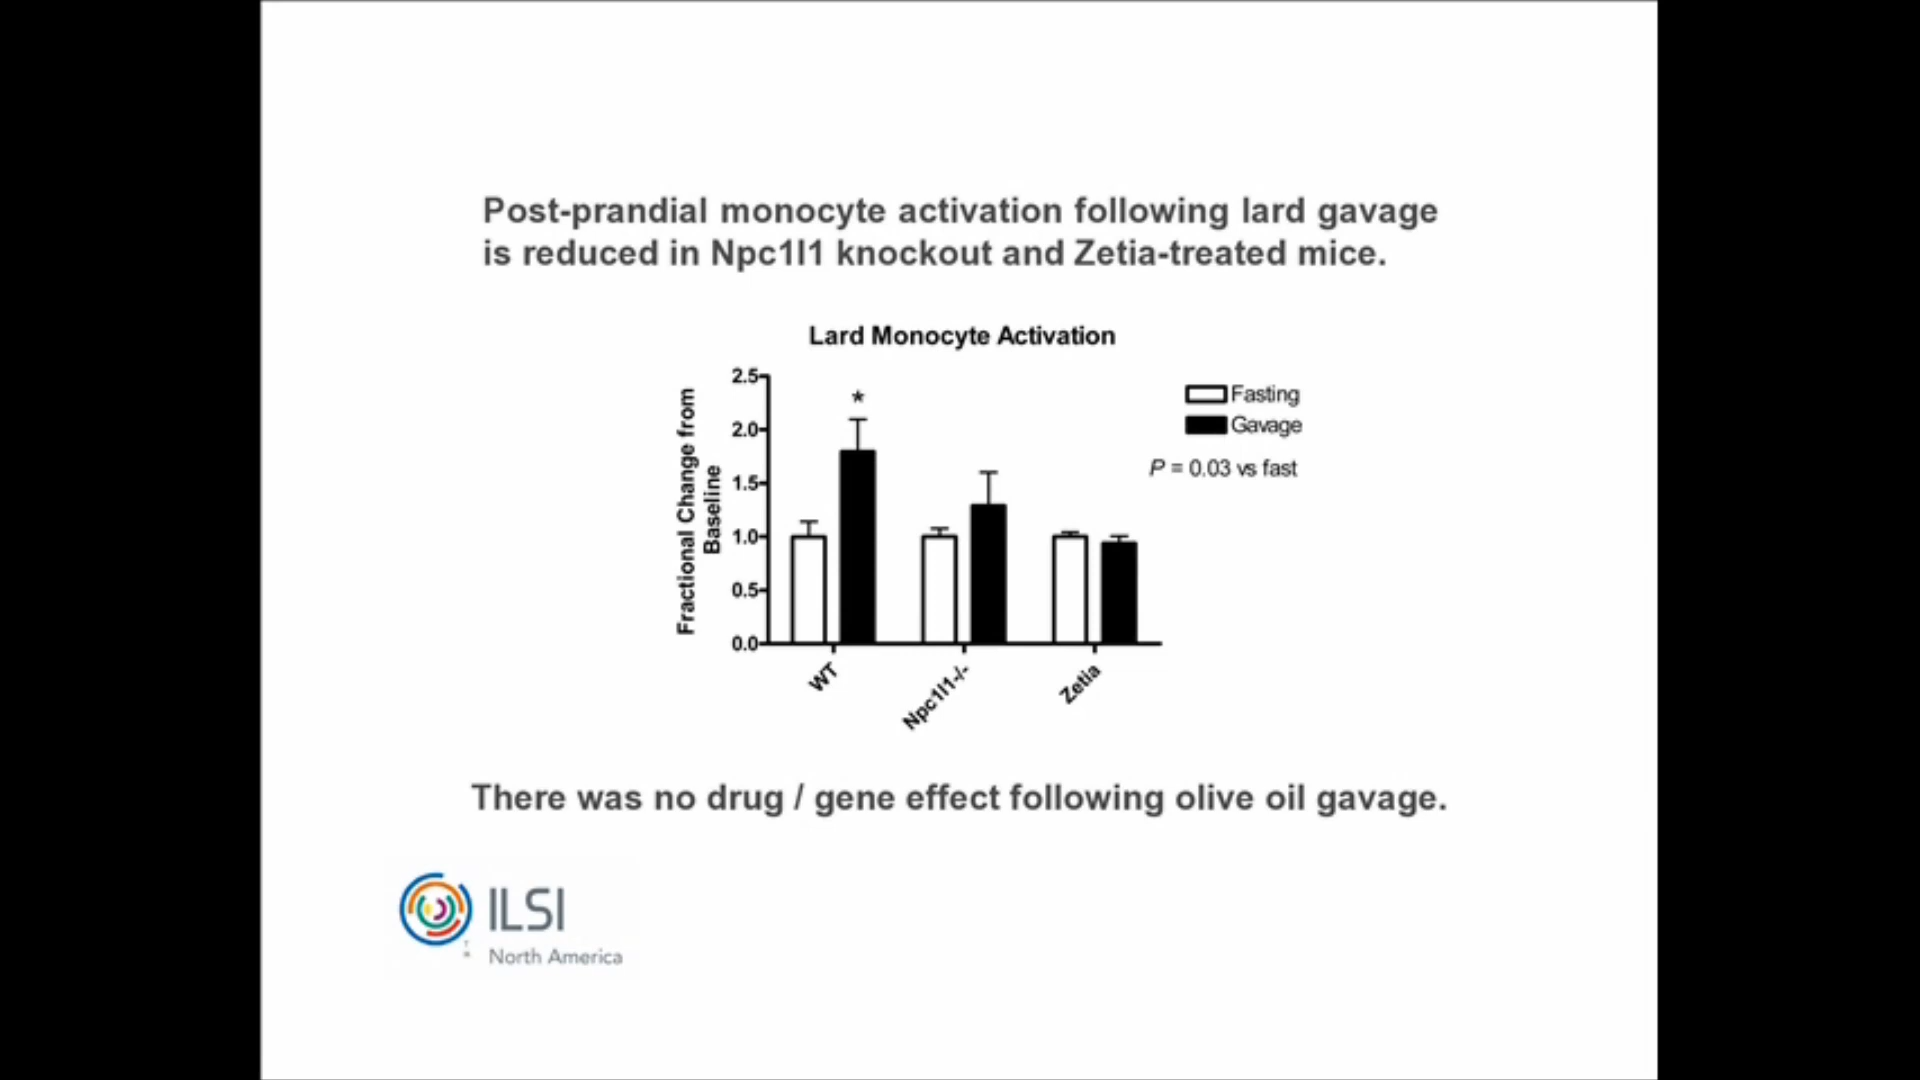 Post-prandial monocyte activation following lard gavage
is reduced in Npc1l1 knockout and Zetia-treated mice.
Lard Monocyte Activation
Fractional Change from
Baseline
2.5
2.0
1.5
1.0
0.5
0.0
*
Fasting
Gavage
P = 0.03 vs fast
WT
Npc1l1-/-
Zetia
There was no drug / gene effect following olive oil gavage.
ILSI
North America